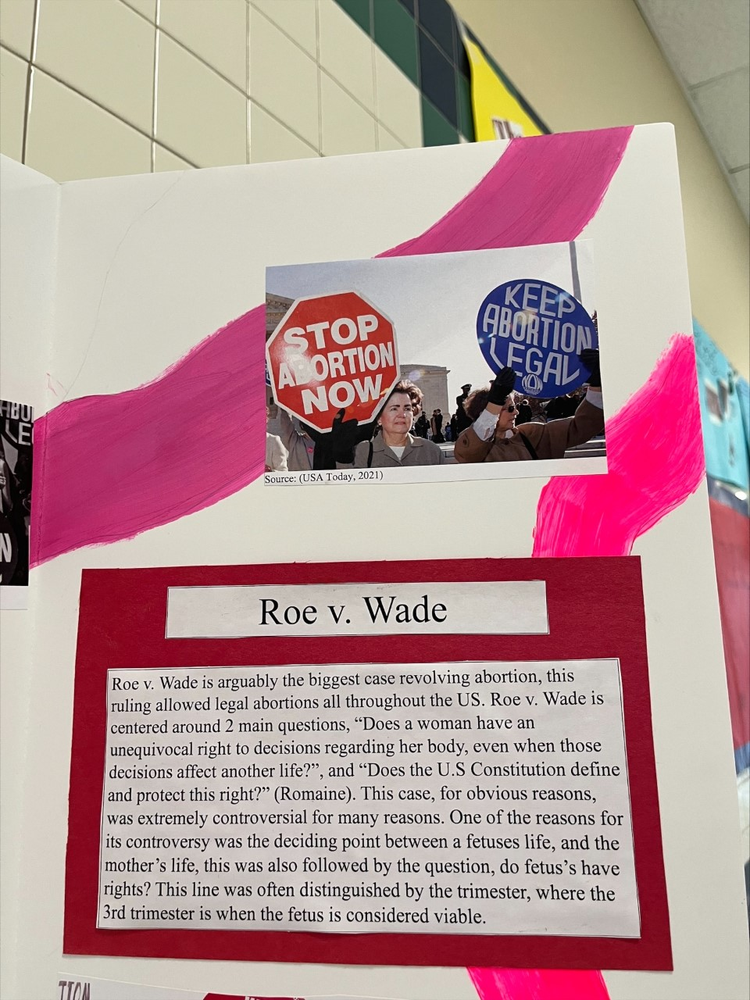 STOP
ABORTION
NOW
KEEP
ABORTION
LEGAL
Source: (USA Today, 2021)
Roe v. Wade
Roe v. Wade is arguably the biggest case revolving abortion, this
ruling allowed legal abortions all throughout the US. Roe v. Wade is
centered around 2 main questions, “Does a woman have an
unequivocal right to decisions regarding her body, even when those
decisions affect another life?”, and “Does the U.S Constitution define
and protect this right?” (Romaine). This case, for obvious reasons,
was extremely controversial for many reasons. One of the reasons for
its controversy was the deciding point between a fetuses life, and the
mother’s life, this was also followed by the question, do fetus’s have
rights? This line was often distinguished by the trimester, where the
3rd trimester is when the fetus is considered viable.
TION